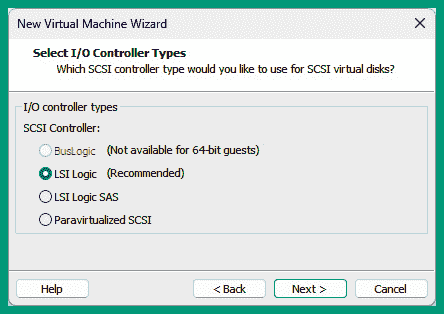 New Virtual Machine Wizard
Select I/O Controller Types
Which SCSI controller type would you like to use for SCSI virtual disks?
I/O controller types
SCSI Controller:
BusLogic (Not available for 64-bit guests)
LSI Logic (Recommended)
LSI Logic SAS
Paravirtualized SCSI
Help < Back Next > Cancel